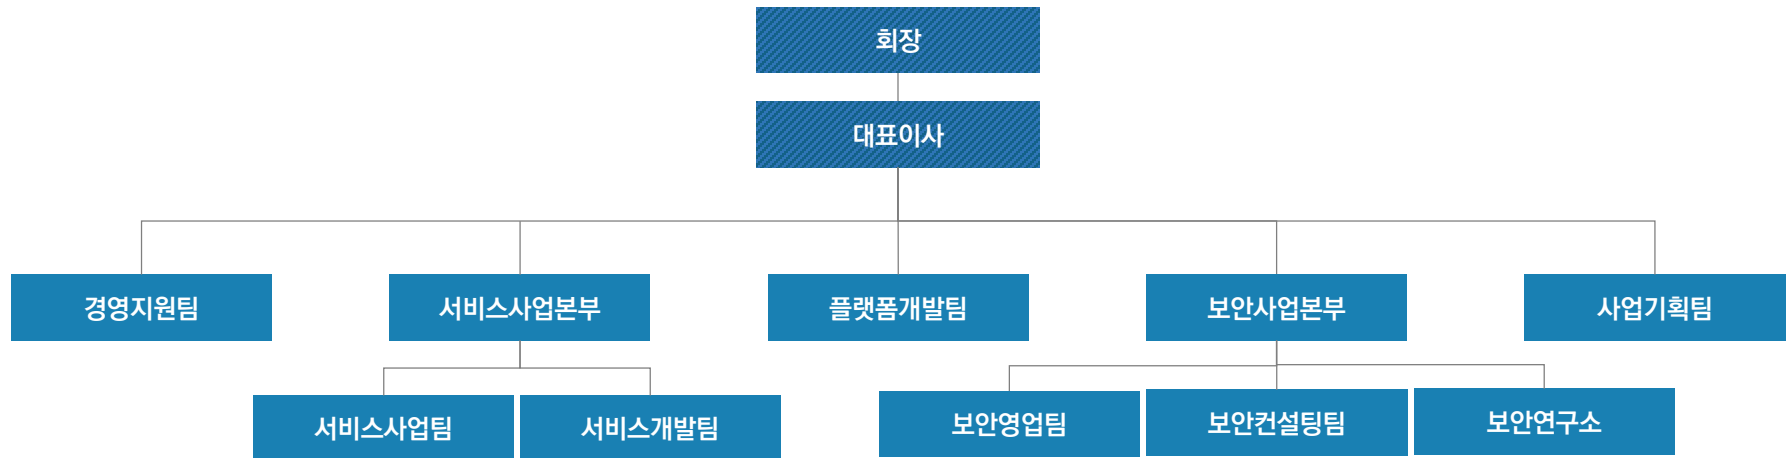 회장
대표이사
경영지원팀
서비스사업본부
플랫폼개발팀
보안사업본부
사업기획팀
서비스사업팀
서비스개발팀
보안영업팀
보안컨설팅팀
보안연구소